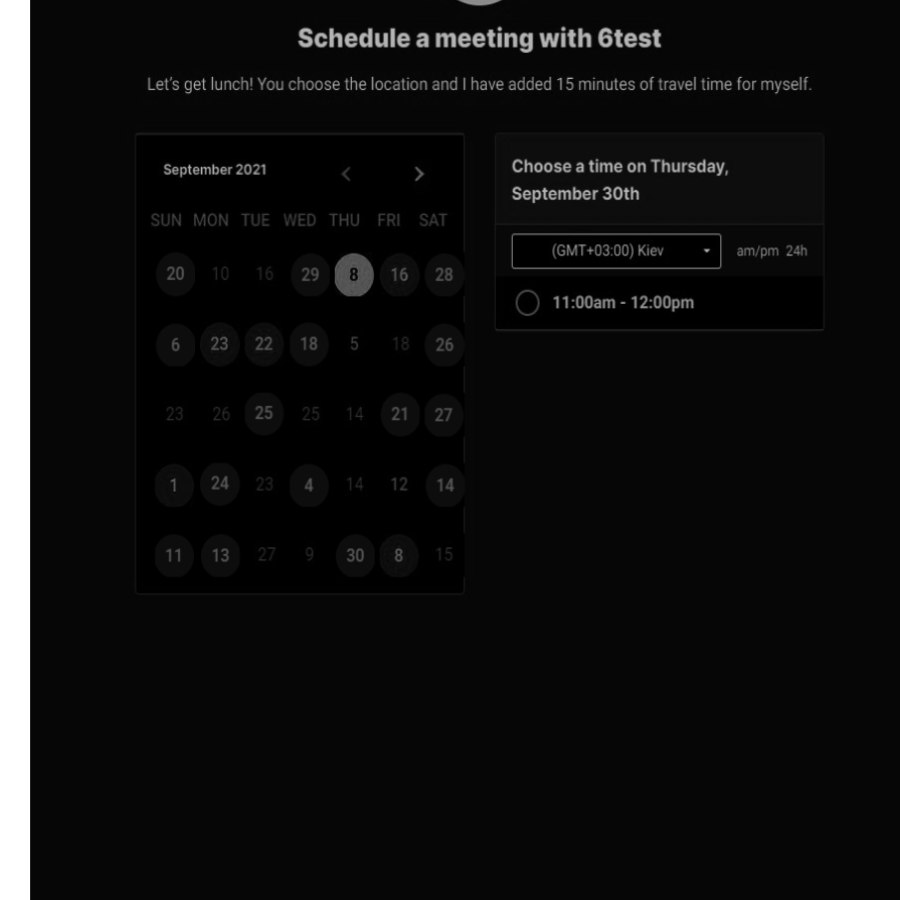 Schedule a meeting with 6test
Let's get lunch! You choose the location and I have added 15 minutes of travel time for myself.
September 2021
SUN MON TUE WED THU FRI SAT
20 10 16 29 8 16 28
6 23 22 18 5 18 26
23 26 25 25 14 21 27
1 24 23 4 14 12 14
11 13 27 9 30 8 15
Choose a time on Thursday,
September 30th
(GMT+03:00) Kiev am/pm 24h
11:00am - 12:00pm